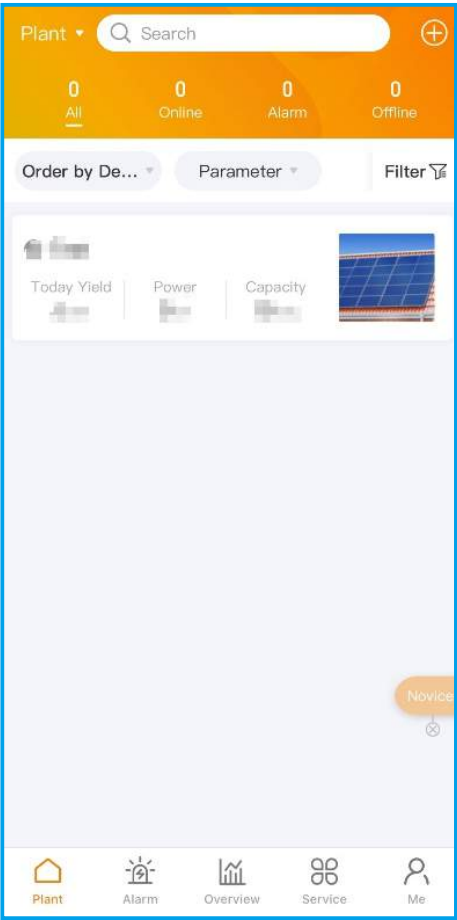 Plant Search
0 0 0 0
All Online Alarm Offline
Order by De... Parameter Filter
Today Yield Power Capacity
Novice
Plant Alarm Overview Service Me